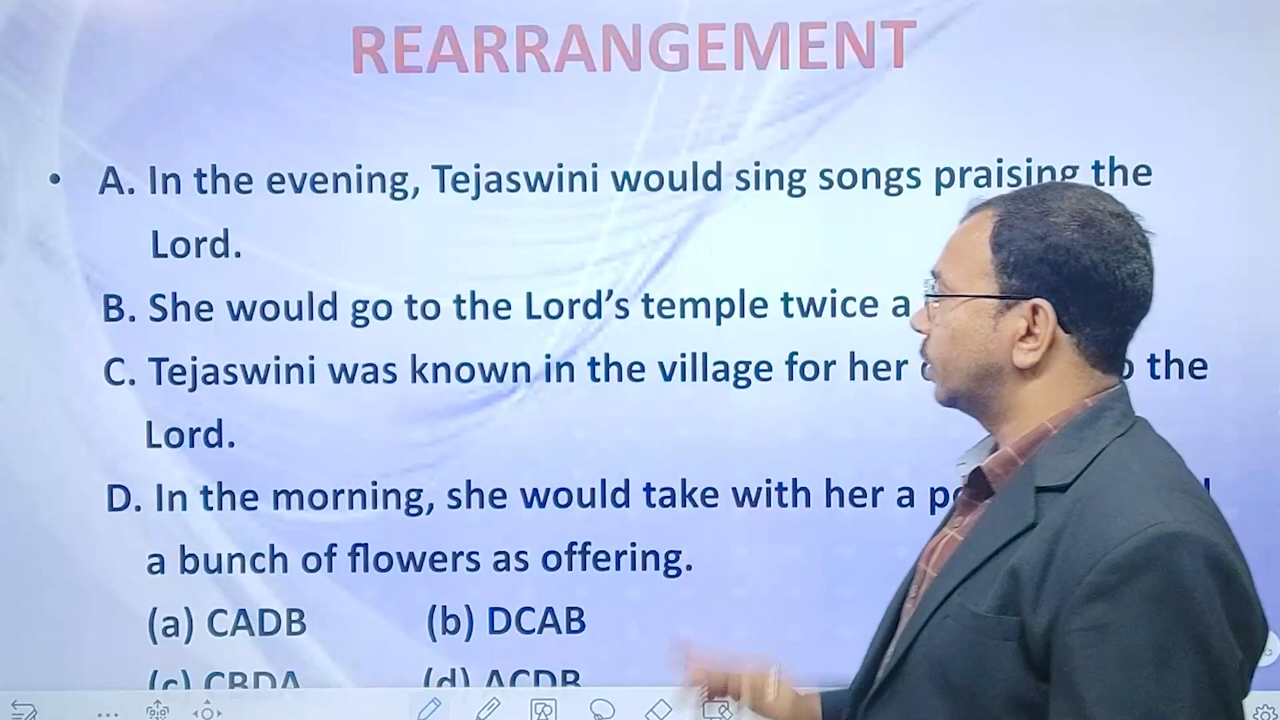 REARRANGEMENT
• A. In the evening, Tejaswini would sing songs praising the
Lord.
B. She would go to the Lord's temple twice a
C. Tejaswini was known in the village for her the
Lord.
D. In the morning, she would take with her a
a bunch of flowers as offering.
(a) CADB (b) DCAB
(c) CBDA (d) ACDB